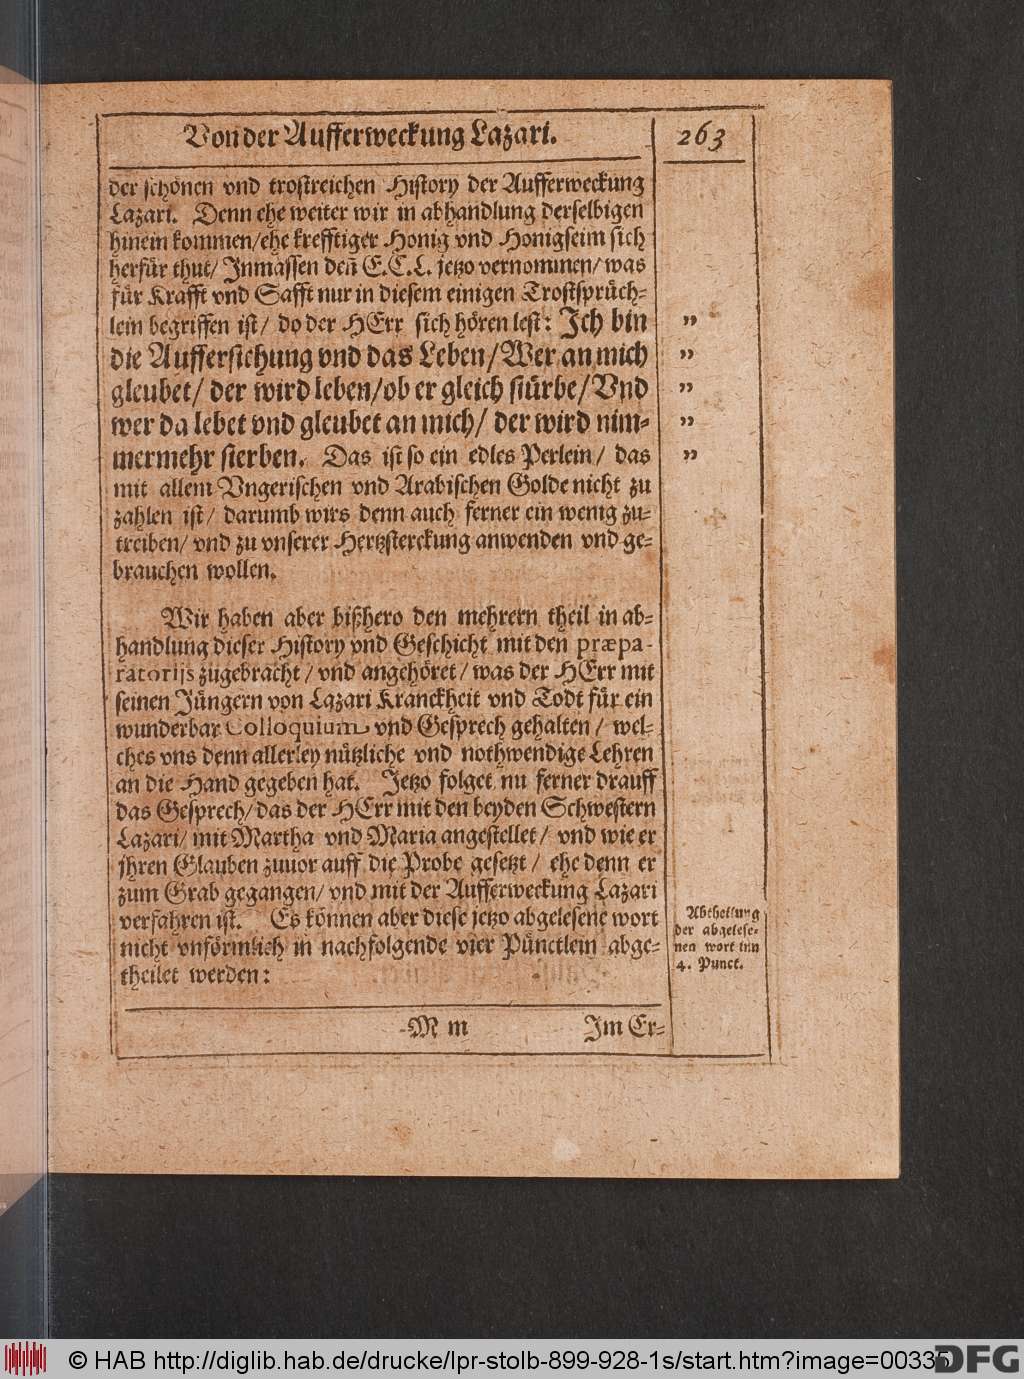 Von der Aufferweckung Lazari.
263
der schönen vnd trostreichen History der Aufferweckung
Lazari. Denn ehe weiter wir in abhandlung derselbigen
hinein kommen/ehe krefftiger Honig vnd Honigseim sich
herfür thut/ Inmassen deñ E.C.L. jetzo vernommen/ was
für Krafft vnd Safft nur in diesem einigen Trostsprüch-
lein begriffen ist/ do der HErr sich hören lest: Ich bin
die Aufferstehung vnd das Leben/Wer an mich
gleubet/ der wird leben/ob er gleich stürbe/Vnd
wer da lebet vnd gleubet an mich/ der wird nim-
mermehr sterben. Das ist so ein edles Perlein/ das
mit allem Vngerischen vnd Arabischen Golde nicht zu
zahlen ist/ darumb wirs denn auch ferner ein wenig zu-
treiben/ vnd zu vnserer Hertzsterckung anwenden vnd ge-
brauchen wollen.
Wir haben aber bißhero den mehrern theil in ab-
handlung dieser History vnd Geschicht mit den præpa-
ratorijs zugebracht/ vnd angehöret/ was der HErr mit
seinen Jüngern von Lazari Kranckheit vnd Todt für ein
wunderbar Colloquium vnd Gesprech gehalten/ wel-
ches vns denn allerley nützliche vnd nothwendige Lehren
an die Hand gegeben hat. Jetzo folget nu ferner drauff
das Gesprech/das der HErr mit den beyden Schwestern
Lazari/ mit Martha vnd Maria angestellet/ vnd wie er
jhren Glauben zuuor auff die Probe gesetzt/ ehe denn er
zum Grab gegangen/ vnd mit der Aufferweckung Lazari
verfahren ist. Es können aber diese jetzo abgelesene wort
nicht vnförmlich in nachfolgende vier Pünctlein abge-
theilet werden:
„
„
„
„
„
Abtheilung
der abgelese-
nen wort inn
4. Punct.
M m
Im Er-
© HAB http://diglib.hab.de/drucke/lpr-stolb-899-928-1s/start.htm?image=00335
DFG